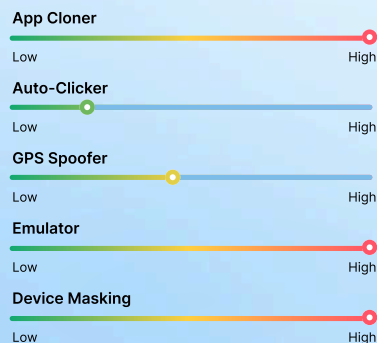 App Cloner
Low High
Auto-Clicker
Low High
GPS Spoofer
Low High
Emulator
Low High
Device Masking
Low High